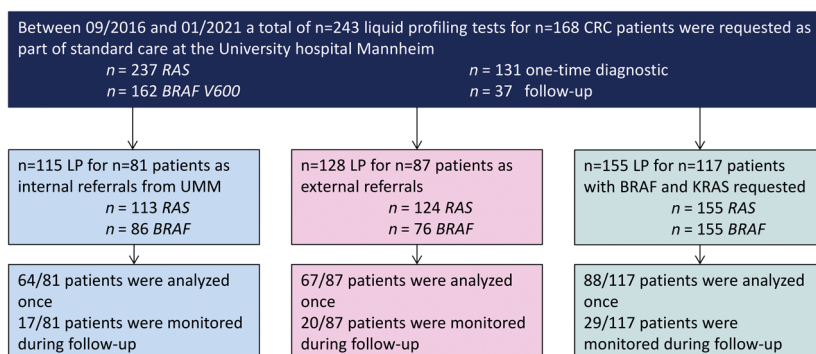 Between 09/2016 and 01/2021 a total of n=243 liquid profiling tests for n=168 CRC patients were requested as
part of standard care at the University hospital Mannheim
n = 237 RAS
n = 131 one-time diagnostic
n = 162 BRAF V600
n = 37 follow-up
n=115 LP for n=81 patients as
internal referrals from UMM
n = 113 RAS
n = 86 BRAF
n=128 LP for n=87 patients as
external referrals
n = 124 RAS
n = 76 BRAF
n=155 LP for n=117 patients
with BRAF and KRAS requested
n = 155 RAS
n = 155 BRAF
64/81 patients were analyzed
once
17/81 patients were monitored
during follow-up
67/87 patients were analyzed
once
20/87 patients were monitored
during follow-up
88/117 patients were analyzed
once
29/117 patients were
monitored during follow-up